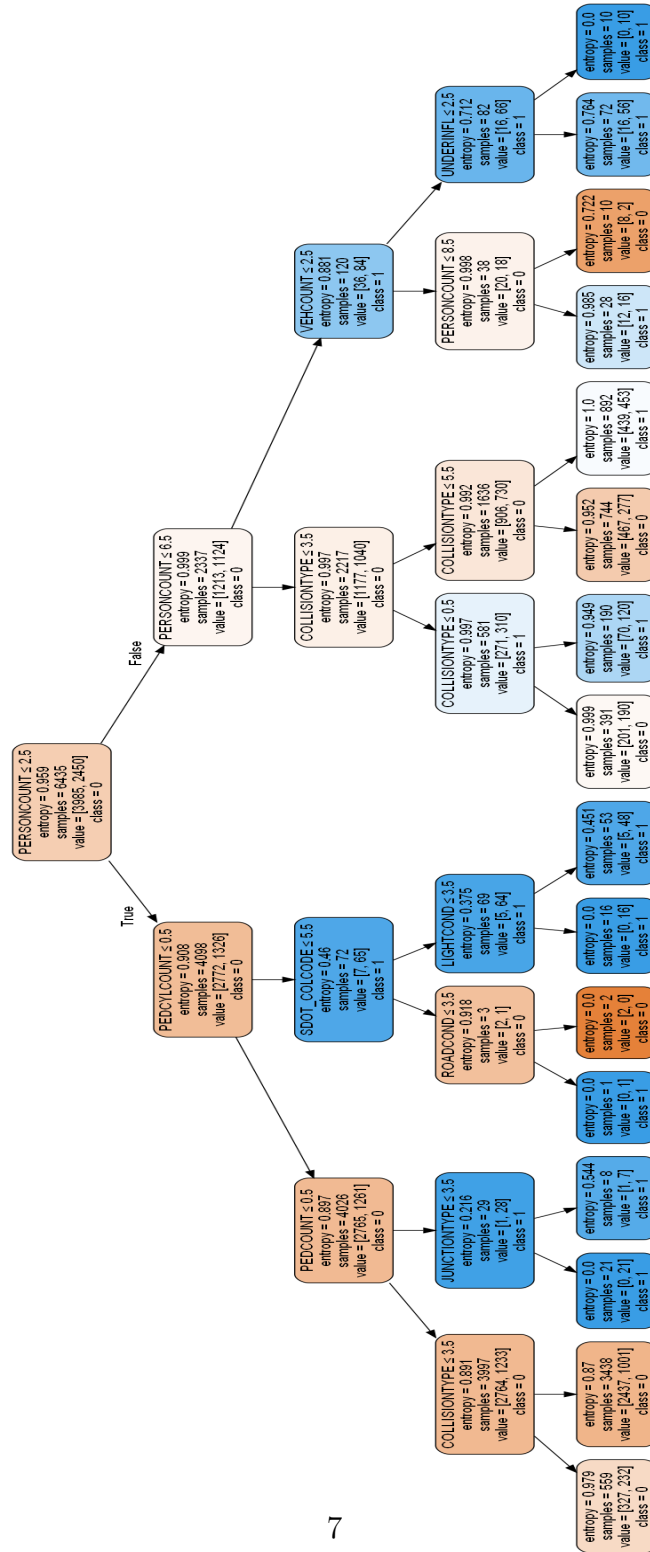 PERSONCOUNT ≤ 2.5
entropy = 0.959
samples = 6435
value = [3985, 2450]
class = 0
True
False
PEDCYLCOUNT ≤ 0.5
entropy = 0.908
samples = 4098
value = [2772, 1326]
class = 0
PERSONCOUNT ≤ 6.5
entropy = 0.999
samples = 2337
value = [1213, 1124]
class = 0
PEDCOUNT ≤ 0.5
entropy = 0.897
samples = 4026
value = [2765, 1261]
class = 0
SDOT_COLCODE ≤ 5.5
entropy = 0.46
samples = 72
value = [7, 65]
class = 1
COLLISIONTYPE ≤ 3.5
entropy = 0.997
samples = 2217
value = [1177, 1040]
class = 0
VEHCOUNT ≤ 2.5
entropy = 0.881
samples = 120
value = [36, 84]
class = 1
COLLISIONTYPE ≤ 3.5
entropy = 0.891
samples = 3997
value = [2764, 1233]
class = 0
JUNCTIONTYPE ≤ 3.5
entropy = 0.216
samples = 29
value = [1, 28]
class = 1
ROADCOND ≤ 3.5
entropy = 0.918
samples = 3
value = [2, 1]
class = 0
LIGHTCOND ≤ 3.5
entropy = 0.375
samples = 69
value = [5, 64]
class = 1
COLLISIONTYPE ≤ 0.5
entropy = 0.997
samples = 581
value = [271, 310]
class = 1
COLLISIONTYPE ≤ 5.5
entropy = 0.992
samples = 1636
value = [906, 730]
class = 0
PERSONCOUNT ≤ 8.5
entropy = 0.998
samples = 38
value = [20, 18]
class = 0
UNDERINFL ≤ 2.5
entropy = 0.712
samples = 82
value = [16, 66]
class = 1
entropy = 0.979
samples = 559
value = [327, 232]
class = 0
entropy = 0.87
samples = 3438
value = [2437, 1001]
class = 0
entropy = 0.0
samples = 21
value = [0, 21]
class = 1
entropy = 0.544
samples = 8
value = [1, 7]
class = 1
entropy = 0.0
samples = 1
value = [0, 1]
class = 1
entropy = 0.0
samples = 2
value = [2, 0]
class = 0
entropy = 0.0
samples = 16
value = [0, 16]
class = 1
entropy = 0.451
samples = 53
value = [5, 48]
class = 1
entropy = 0.999
samples = 391
value = [201, 190]
class = 0
entropy = 0.949
samples = 190
value = [70, 120]
class = 1
entropy = 0.952
samples = 744
value = [467, 277]
class = 0
entropy = 1.0
samples = 892
value = [439, 453]
class = 1
entropy = 0.985
samples = 28
value = [12, 16]
class = 1
entropy = 0.722
samples = 10
value = [8, 2]
class = 0
entropy = 0.764
samples = 72
value = [16, 56]
class = 1
entropy = 0.0
samples = 10
value = [0, 10]
class = 1
7